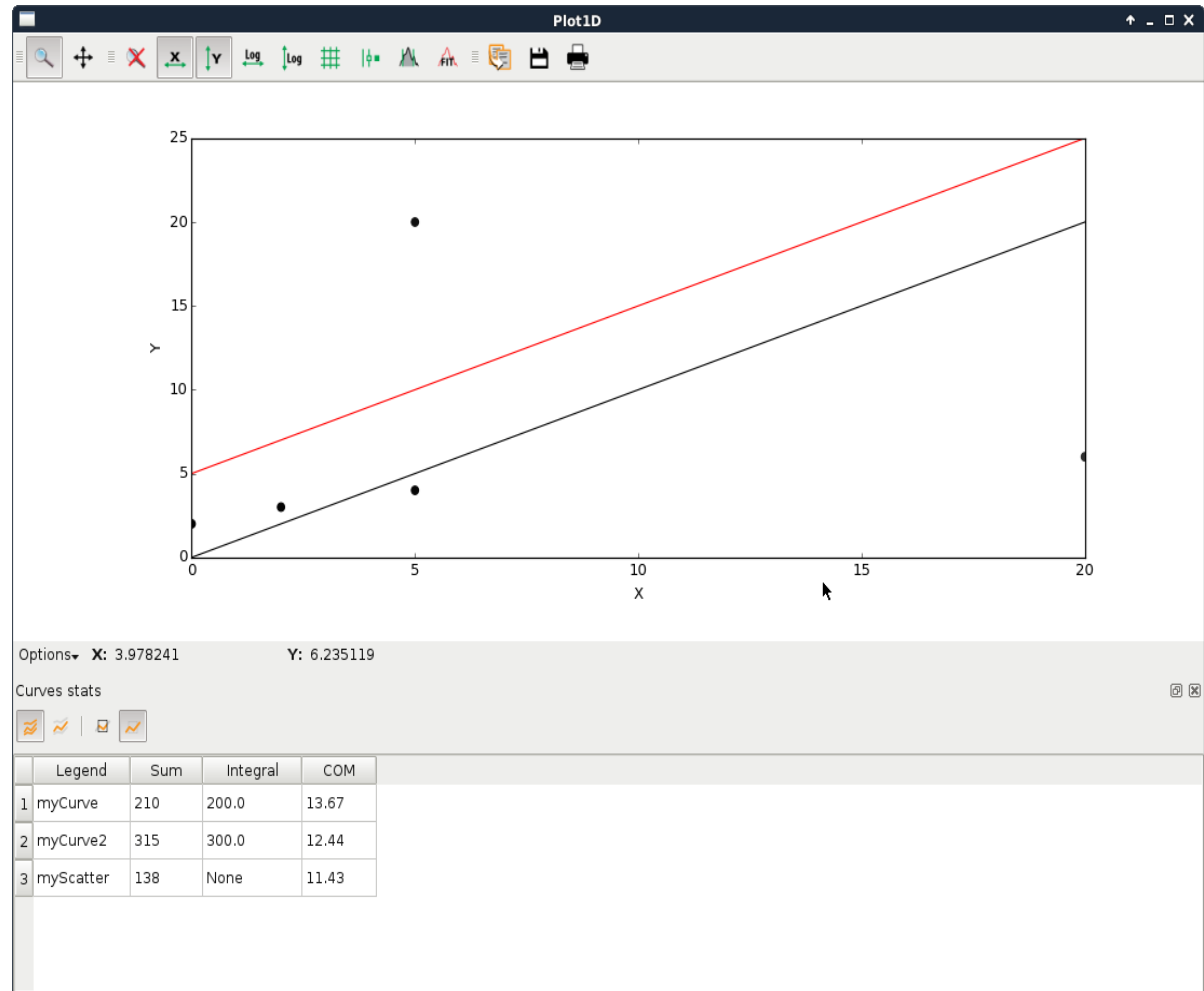 Plot1D
X Y Log Log FIT
25
20
15
Y
10
5
0
0 5 10 15 20
X
Options X: 3.978241 Y: 6.235119
Curves stats
Legend Sum Integral COM
1 myCurve 210 200.0 13.67
2 myCurve2 315 300.0 12.44
3 myScatter 138 None 11.43